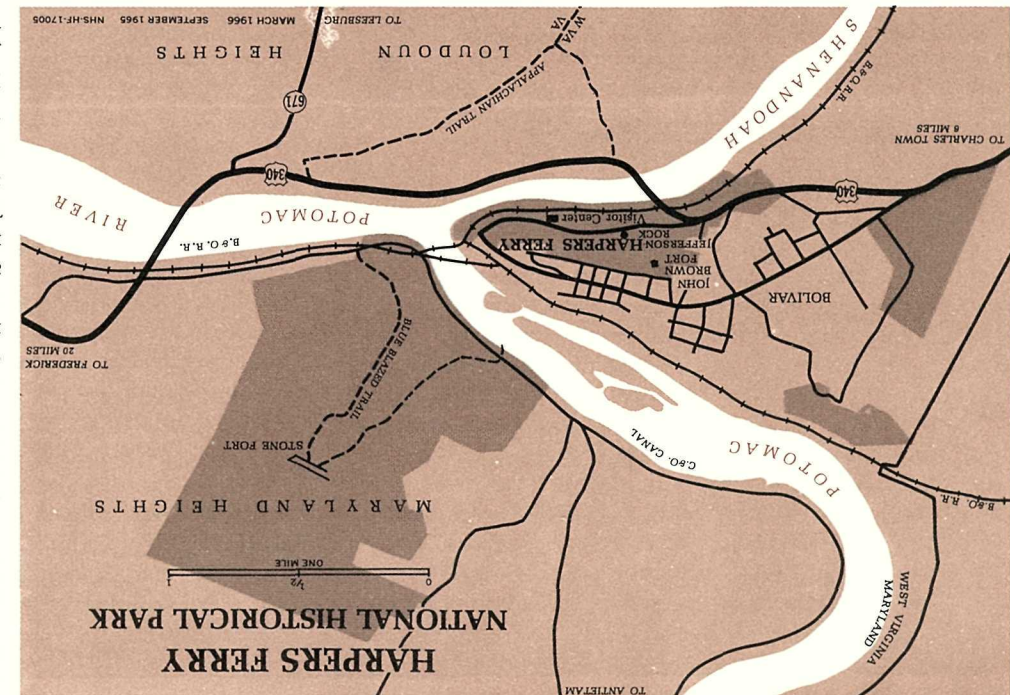 TO ANTIETAM
HARPERS FERRY
NATIONAL HISTORICAL PARK
0 1/2 1
ONE MILE
WEST VIRGINIA
MARYLAND
MARYLAND HEIGHTS
B.&O. R.R.
POTOMAC
C.&O. CANAL
STONE FORT
BLUE BLAZED TRAIL
TO FREDERICK
20 MILES
BOLIVAR
JOHN
BROWN
FORT
HARPERS FERRY
JEFFERSON
ROCK
Visitor Center
B.&O.R.R.
POTOMAC
RIVER
340
340
TO CHARLES TOWN
6 MILES
SHENANDOAH
B.&O. R.R.
APPALACHIAN TRAIL
671
W VA
VA
LOUDOUN HEIGHTS
TO LEESBURG
MARCH 1966 SEPTEMBER 1965 NHS-HF-17005